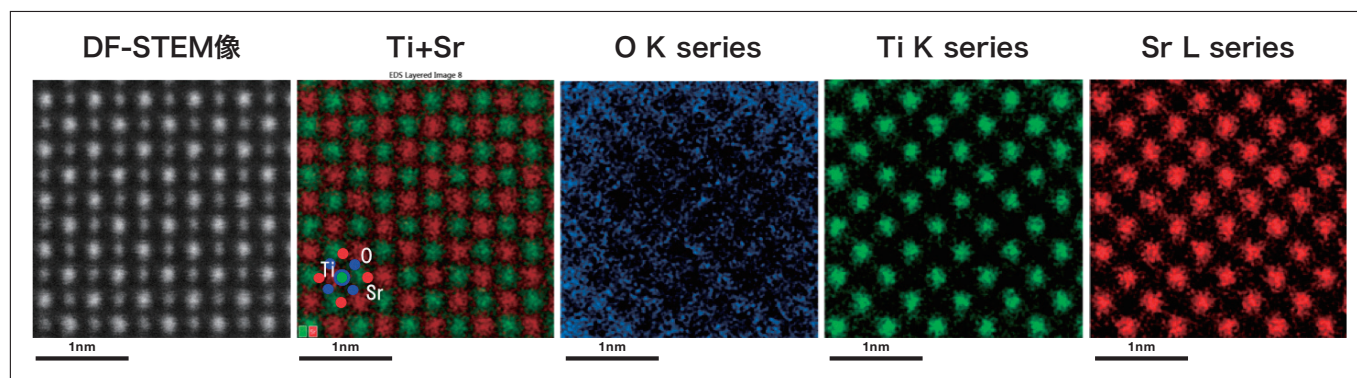 DF-STEM像
Ti+Sr
O K series
Ti K series
Sr L series
EDS Layered Image 8
O
Ti
Sr
1nm
1nm
1nm
1nm
1nm